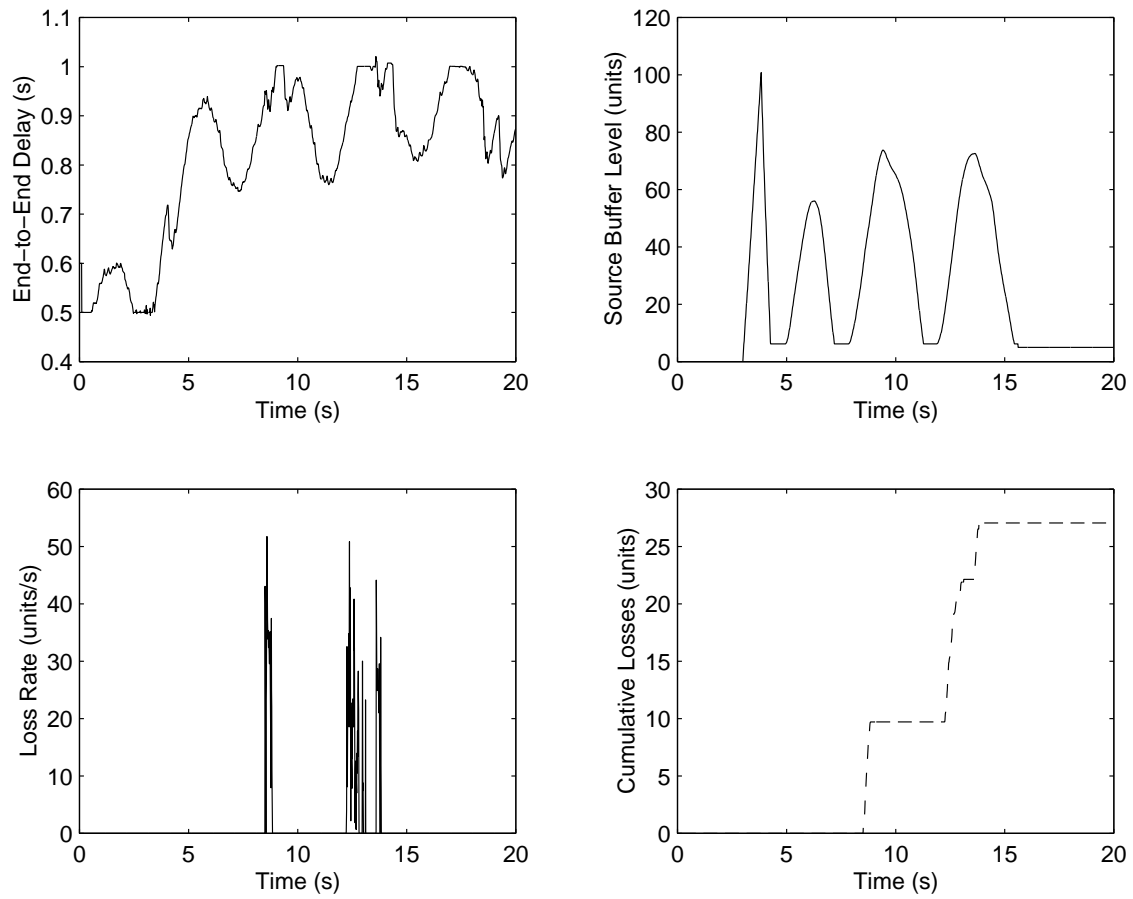 1.1
1
0.9
0.8
0.7
0.6
0.5
0.4
End−to−End Delay (s)
0 5 10 15 20
Time (s)
120
100
80
60
40
20
0
Source Buffer Level (units)
0 5 10 15 20
Time (s)
60
50
40
30
20
10
0
Loss Rate (units/s)
0 5 10 15 20
Time (s)
30
25
20
15
10
5
0
Cumulative Losses (units)
0 5 10 15 20
Time (s)